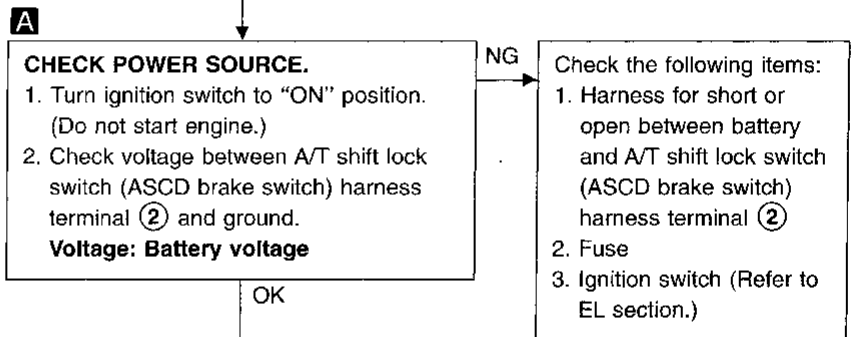 A
CHECK POWER SOURCE.
1. Turn ignition switch to “ON” position.
(Do not start engine.)
2. Check voltage between A/T shift lock
switch (ASCD brake switch) harness
terminal ② and ground.
Voltage: Battery voltage
NG
OK
Check the following items:
1. Harness for short or
open between battery
and A/T shift lock switch
(ASCD brake switch)
harness terminal ②
2. Fuse
3. Ignition switch (Refer to
EL section.)